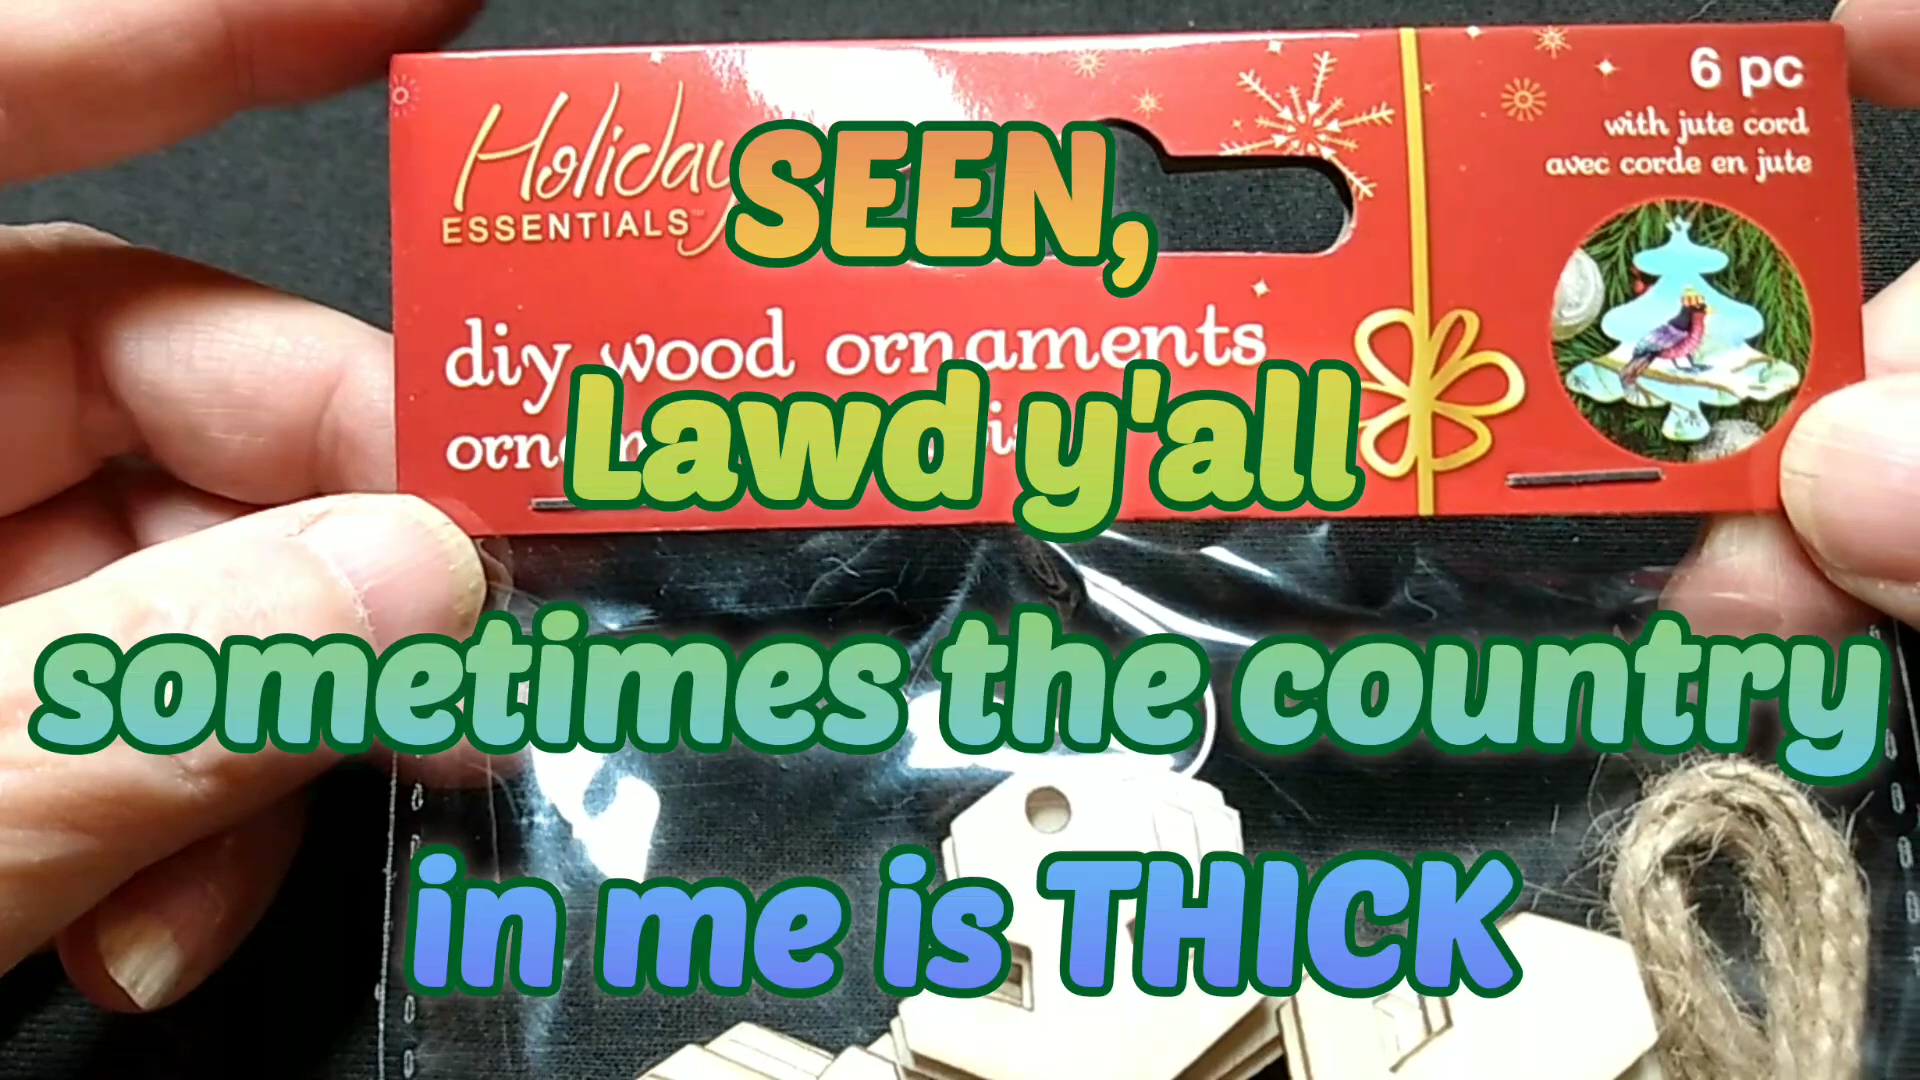 Holiday
ESSENTIALS™
6 pc
with jute cord
avec corde en jute
diy wood ornaments
SEEN,
Lawd y'all
sometimes the country
in me is THICK